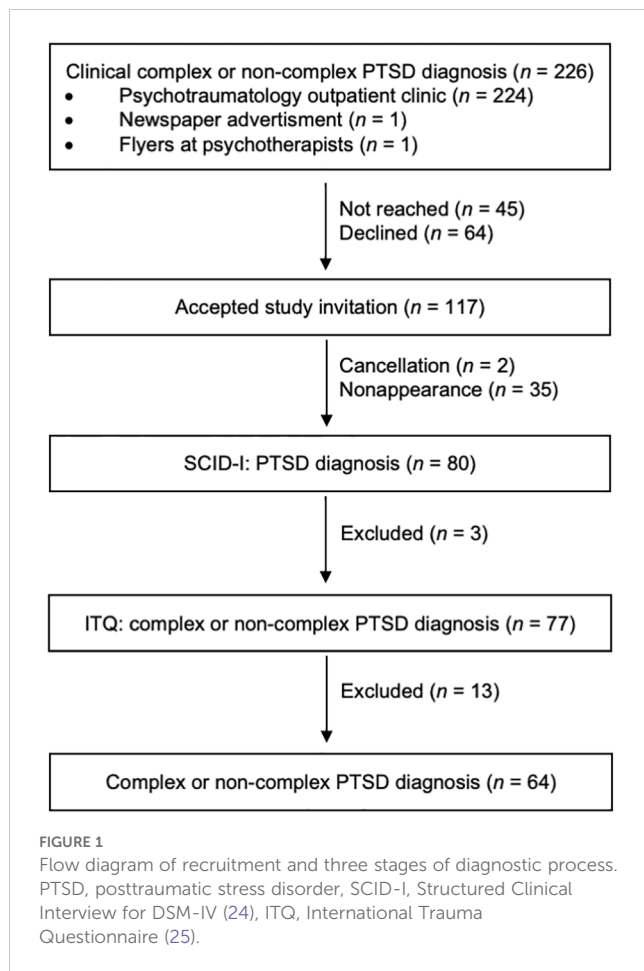 Clinical complex or non-complex PTSD diagnosis (n = 226)
• Psychotraumatology outpatient clinic (n = 224)
• Newspaper advertisment (n = 1)
• Flyers at psychotherapists (n = 1)
Not reached (n = 45)
Declined (n = 64)
Accepted study invitation (n = 117)
Cancellation (n = 2)
Nonappearance (n = 35)
SCID-I: PTSD diagnosis (n = 80)
Excluded (n = 3)
ITQ: complex or non-complex PTSD diagnosis (n = 77)
Excluded (n = 13)
Complex or non-complex PTSD diagnosis (n = 64)
FIGURE 1
Flow diagram of recruitment and three stages of diagnostic process.
PTSD, posttraumatic stress disorder, SCID-I, Structured Clinical
Interview for DSM-IV (24), ITQ, International Trauma
Questionnaire (25).